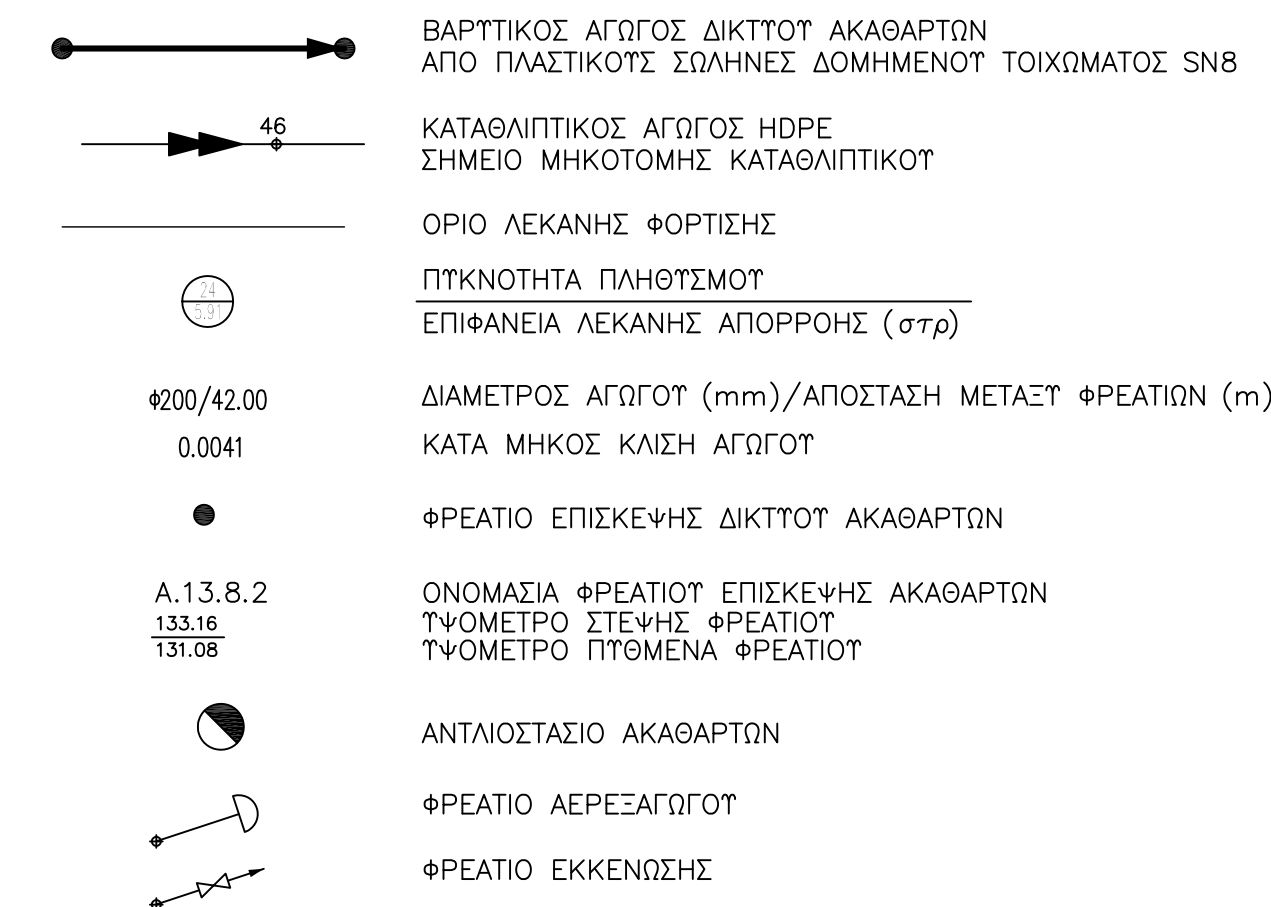 ΒΑΡΥΤΙΚΟΣ ΑΓΩΓΟΣ ΔΙΚΤΥΟΥ ΑΚΑΘΑΡΤΩΝ
ΑΠΟ ΠΛΑΣΤΙΚΟΥΣ ΣΩΛΗΝΕΣ ΔΟΜΗΜΕΝΟΥ ΤΟΙΧΩΜΑΤΟΣ SN8
46
ΚΑΤΑΘΛΙΠΤΙΚΟΣ ΑΓΩΓΟΣ HDPE
ΣΗΜΕΙΟ ΜΗΚΟΤΟΜΗΣ ΚΑΤΑΘΛΙΠΤΙΚΟΥ
ΟΡΙΟ ΛΕΚΑΝΗΣ ΦΟΡΤΙΣΗΣ
24
5.91
ΠΥΚΝΟΤΗΤΑ ΠΛΗΘΥΣΜΟΥ
ΕΠΙΦΑΝΕΙΑ ΛΕΚΑΝΗΣ ΑΠΟΡΡΟΗΣ (στρ)
Φ200/42.00 ΔΙΑΜΕΤΡΟΣ ΑΓΩΓΟΥ (mm)/ΑΠΟΣΤΑΣΗ ΜΕΤΑΞΥ ΦΡΕΑΤΙΩΝ (m)
0.0041 ΚΑΤΑ ΜΗΚΟΣ ΚΛΙΣΗ ΑΓΩΓΟΥ
ΦΡΕΑΤΙΟ ΕΠΙΣΚΕΨΗΣ ΔΙΚΤΥΟΥ ΑΚΑΘΑΡΤΩΝ
Α.13.8.2 ΟΝΟΜΑΣΙΑ ΦΡΕΑΤΙΟΥ ΕΠΙΣΚΕΨΗΣ ΑΚΑΘΑΡΤΩΝ
133.16 ΥΨΟΜΕΤΡΟ ΣΤΕΨΗΣ ΦΡΕΑΤΙΟΥ
131.08 ΥΨΟΜΕΤΡΟ ΠΥΘΜΕΝΑ ΦΡΕΑΤΙΟΥ
ΑΝΤΛΙΟΣΤΑΣΙΟ ΑΚΑΘΑΡΤΩΝ
ΦΡΕΑΤΙΟ ΑΕΡΕΞΑΓΩΓΟΥ
ΦΡΕΑΤΙΟ ΕΚΚΕΝΩΣΗΣ